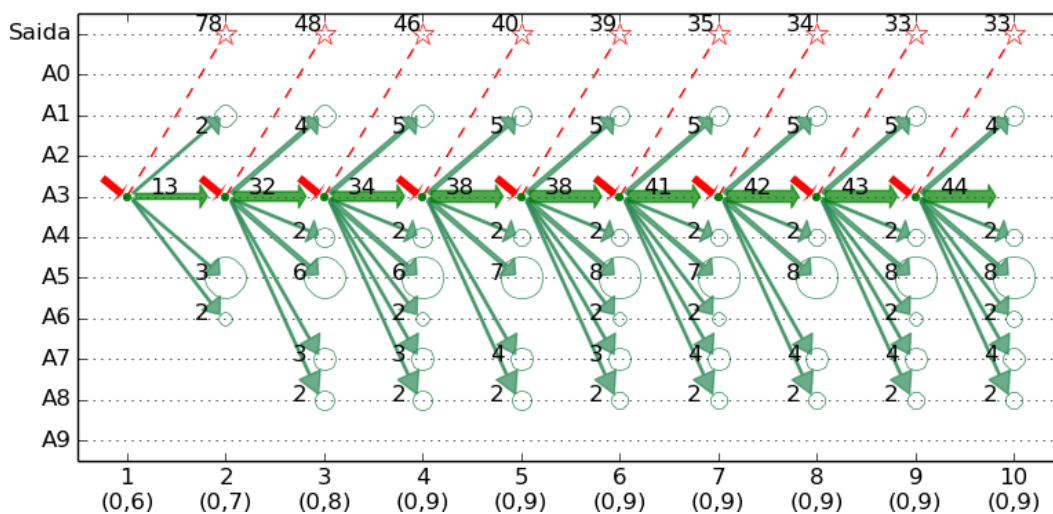 Saida 78 48 46 40 39 35 34 33 33
A0
A1 2 4 5 5 5 5 5 5 4
A2
A3 13 32 34 38 38 41 42 43 44
A4 2 2 2 2 2 2 2 2
A5 3 6 6 7 8 7 8 8 8
A6 2 2 2 2 2 2
A7 3 3 4 3 4 4 4 4
A8 2 2 2 2 2 2 2 2
A9
1 2 3 4 5 6 7 8 9 10
(0,6) (0,7) (0,8) (0,9) (0,9) (0,9) (0,9) (0,9) (0,9) (0,9)